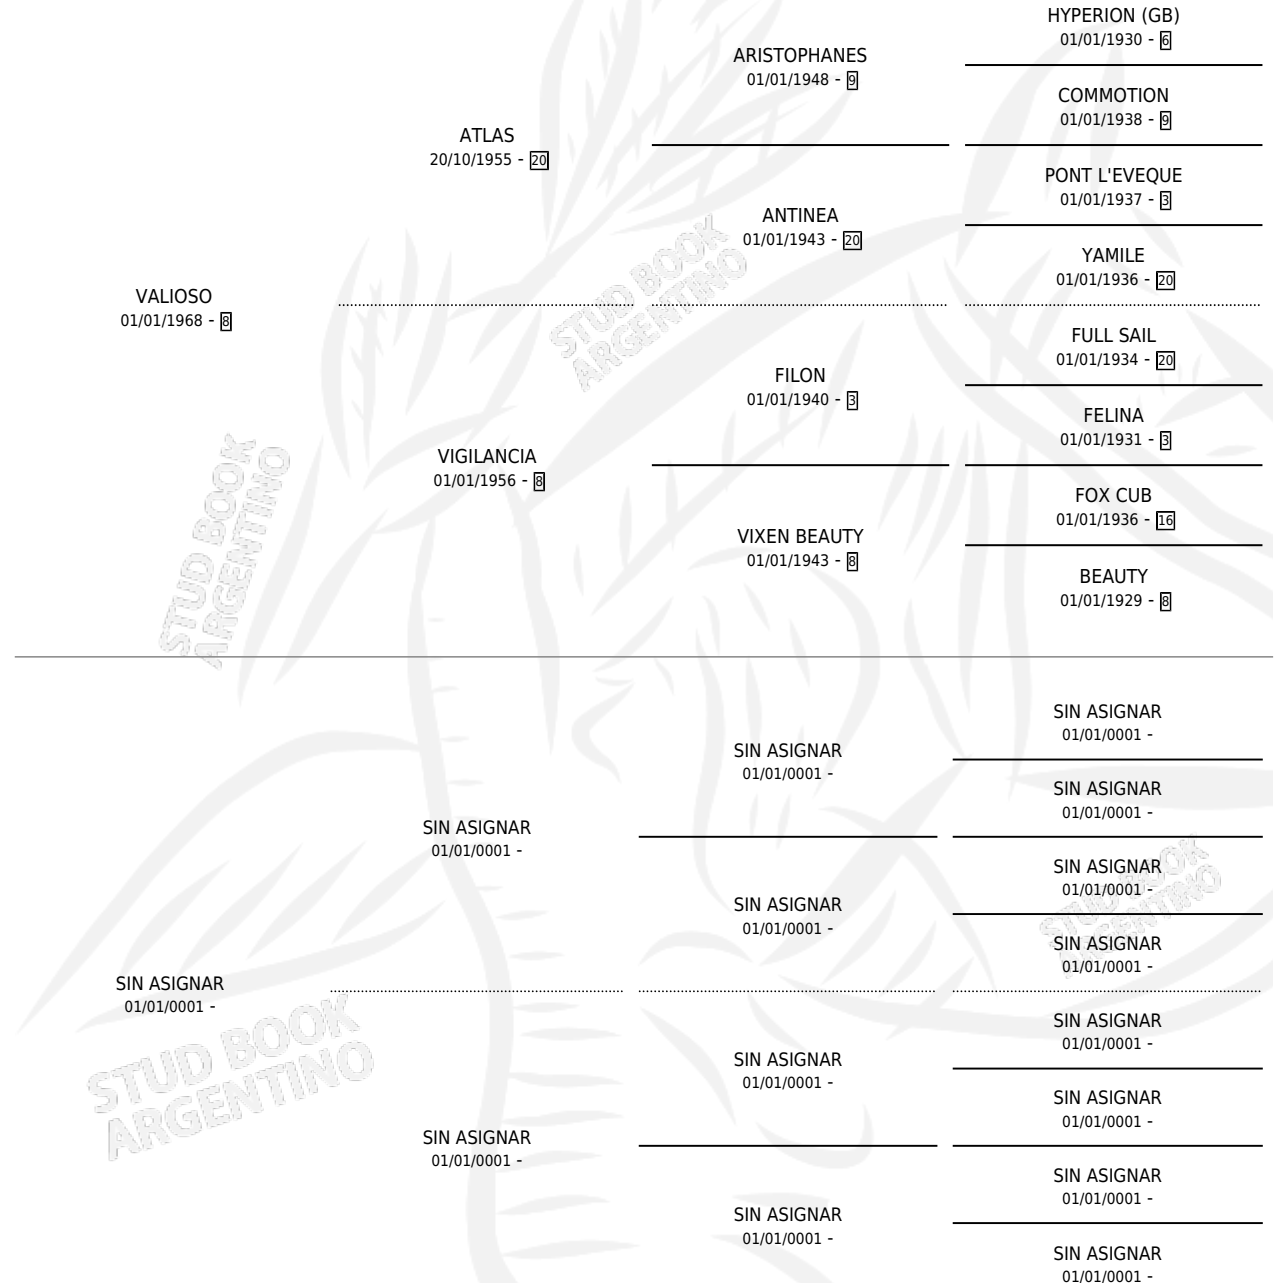 HYPERION (GB)
01/01/1930 - 6
ARISTOPHANES
01/01/1948 - 9
COMMOTION
01/01/1938 - 9
ATLAS
20/10/1955 - 20
PONT L'EVEQUE
01/01/1937 - 3
ANTINEA
01/01/1943 - 20
YAMILE
01/01/1936 - 20
VALIOSO
01/01/1968 - 8
FULL SAIL
01/01/1934 - 20
FILON
01/01/1940 - 3
FELINA
01/01/1931 - 3
VIGILANCIA
01/01/1956 - 8
FOX CUB
01/01/1936 - 16
VIXEN BEAUTY
01/01/1943 - 8
BEAUTY
01/01/1929 - 8
STUD BOOK
ARGENTINO
STUD BOOK
ARGENTINO
SIN ASIGNAR
01/01/0001 -
SIN ASIGNAR
01/01/0001 -
SIN ASIGNAR
01/01/0001 -
SIN ASIGNAR
01/01/0001 -
SIN ASIGNAR
01/01/0001 -
SIN ASIGNAR
01/01/0001 -
SIN ASIGNAR
01/01/0001 -
SIN ASIGNAR
01/01/0001 -
SIN ASIGNAR
01/01/0001 -
SIN ASIGNAR
01/01/0001 -
SIN ASIGNAR
01/01/0001 -
SIN ASIGNAR
01/01/0001 -
SIN ASIGNAR
01/01/0001 -
SIN ASIGNAR
01/01/0001 -
SIN ASIGNAR
01/01/0001 -
STUD BOOK
ARGENTINO
STUD BOOK
ARGENTINO